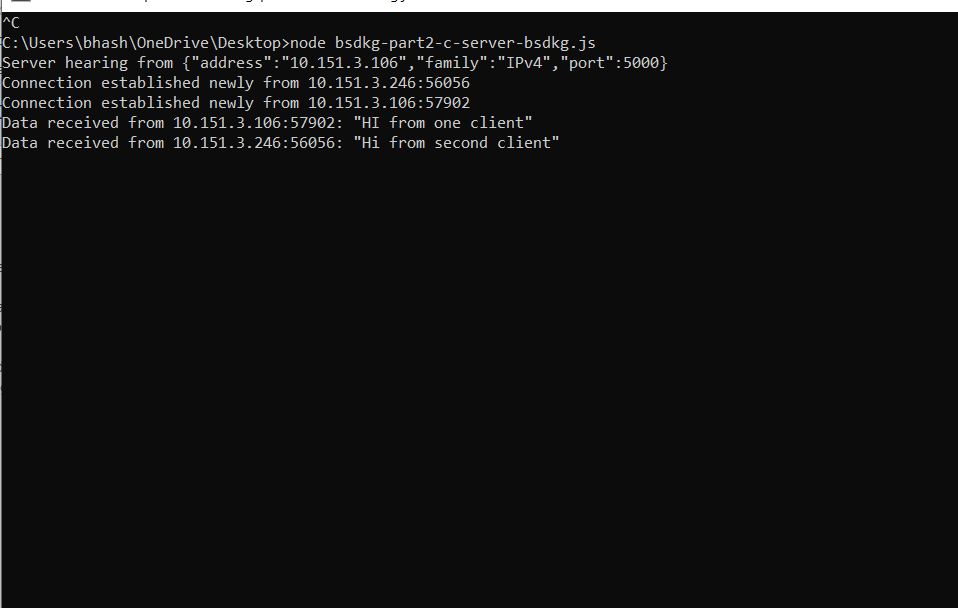 ^C
C:\Users\bhash\OneDrive\Desktop>node bsdkg-part2-c-server-bsdkg.js
Server hearing from {"address":"10.151.3.106","family":"IPv4","port":5000}
Connection established newly from 10.151.3.246:56056
Connection established newly from 10.151.3.106:57902
Data received from 10.151.3.106:57902: "HI from one client"
Data received from 10.151.3.246:56056: "Hi from second client"